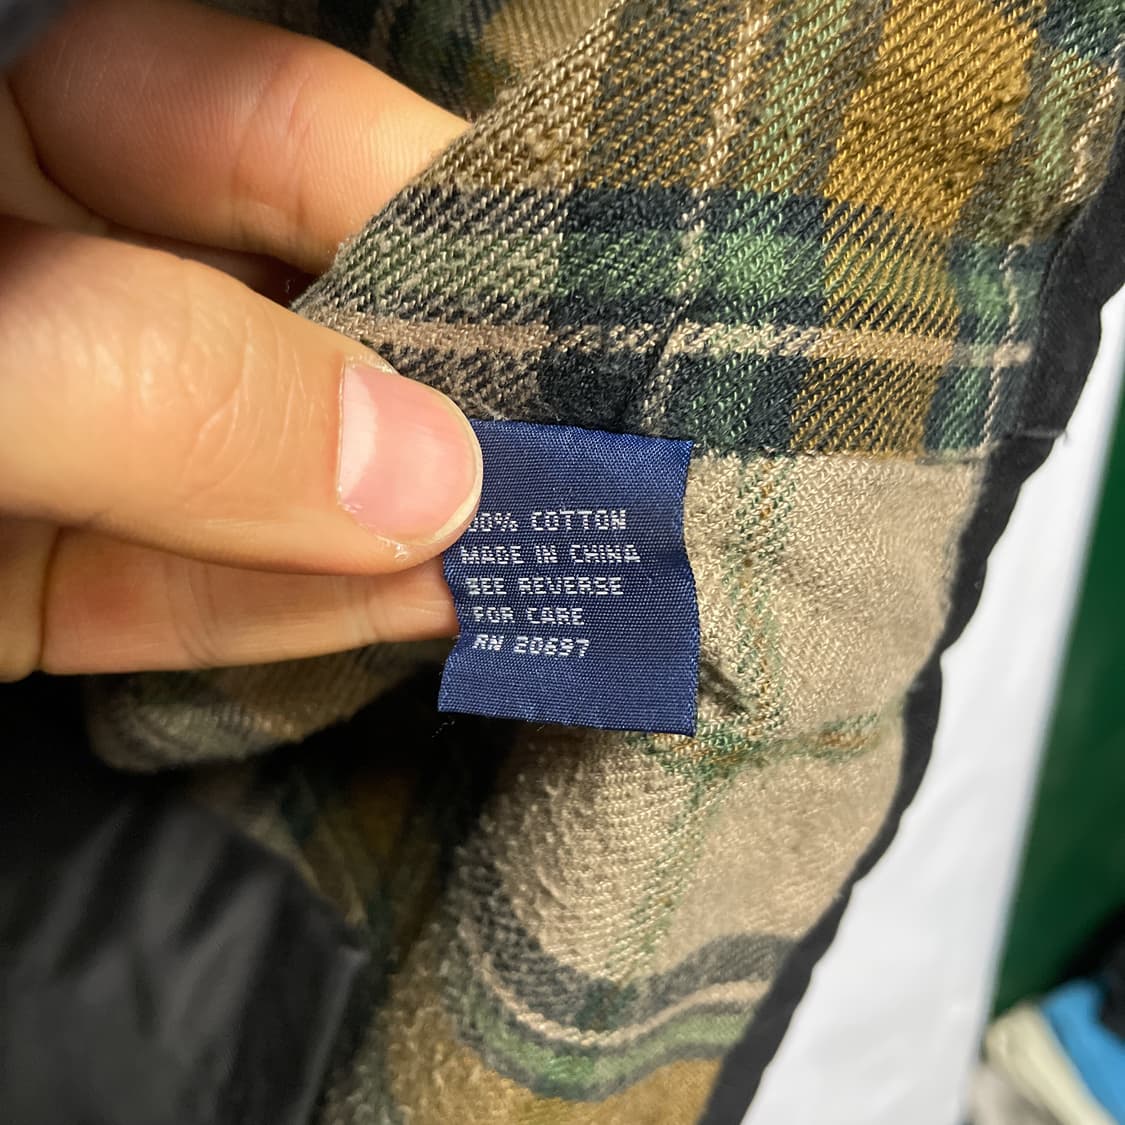 00% COTTON
MADE IN CHINA
SEE REVERSE
FOR CARE
RN 20697